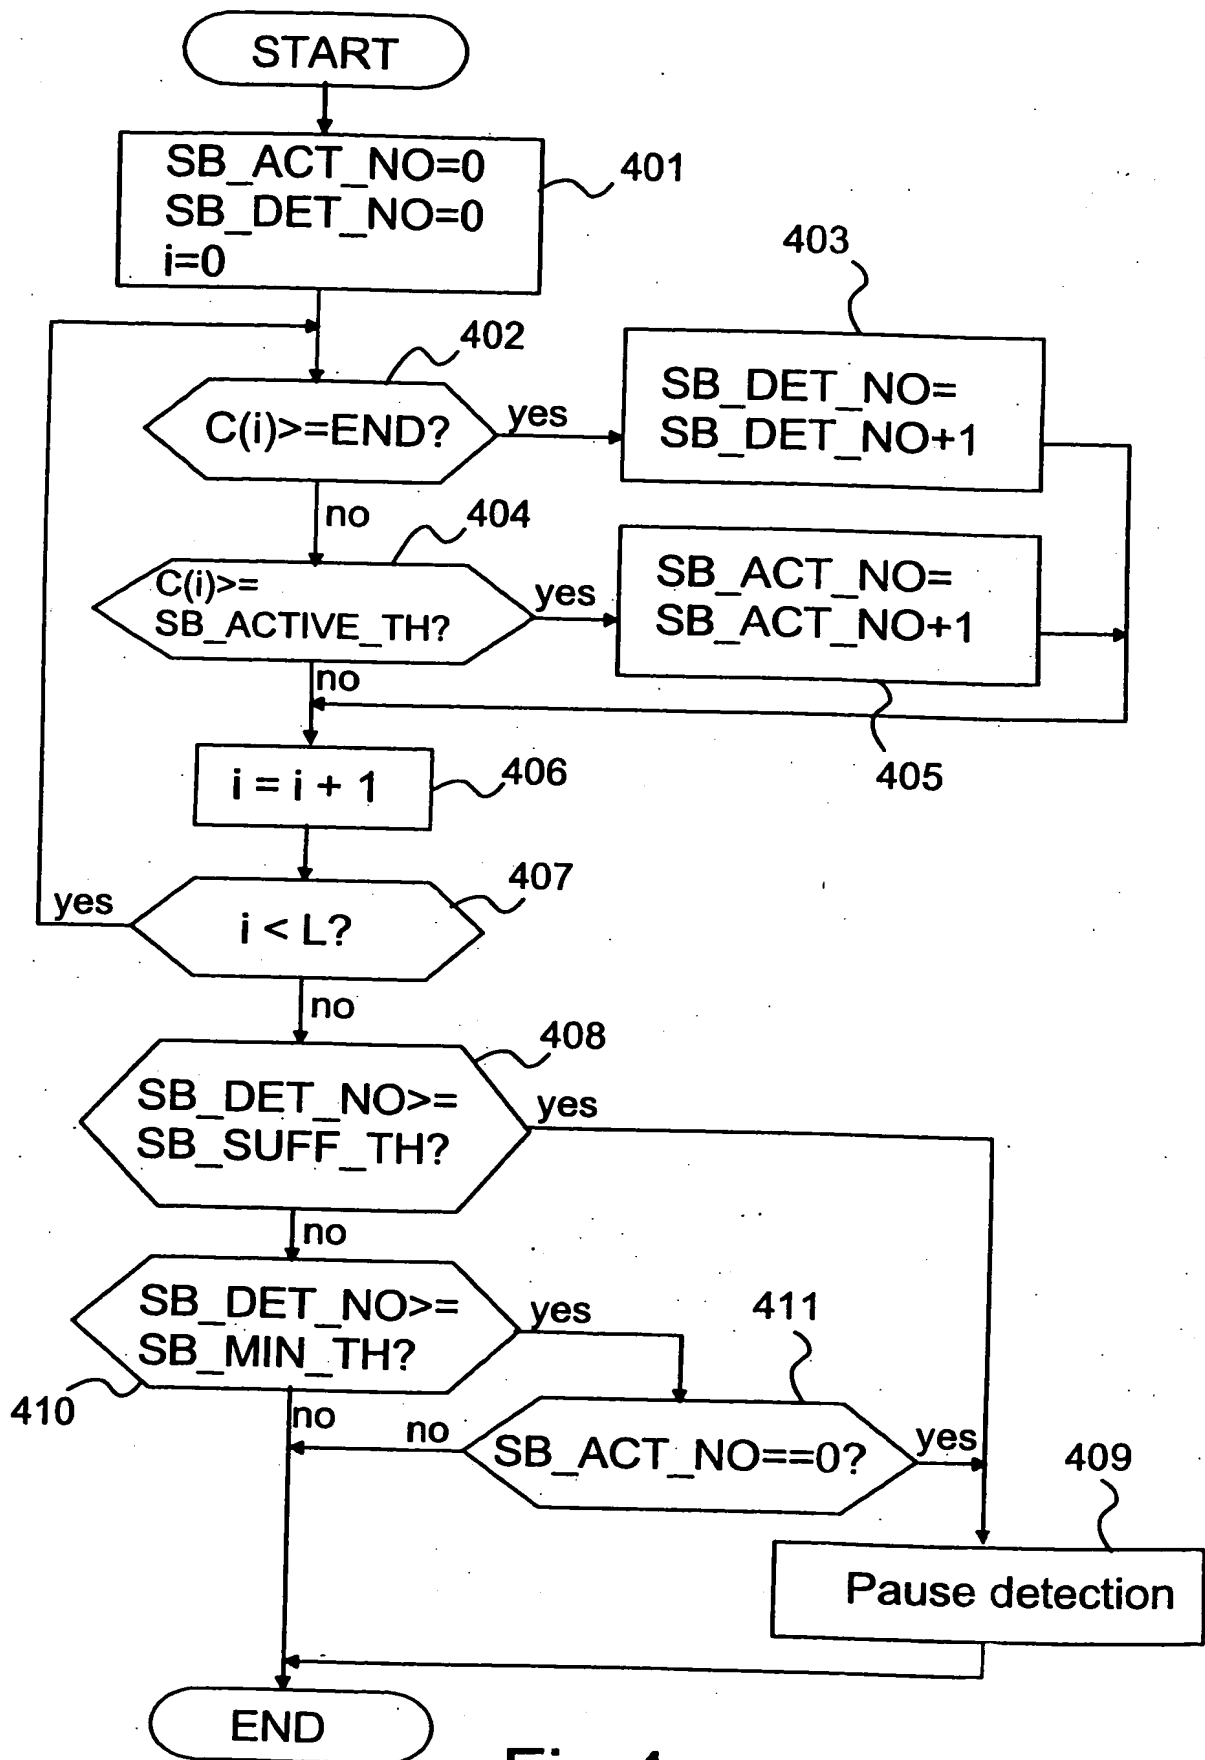 START
SB_ACT_NO=0
SB_DET_NO=0
i=0
401
403
402
C(i)>=END?
yes
SB_DET_NO=
SB_DET_NO+1
no
404
C(i)>=
SB_ACTIVE_TH?
yes
SB_ACT_NO=
SB_ACT_NO+1
no
405
i = i + 1
406
407
yes
i < L?
no
408
SB_DET_NO>=
SB_SUFF_TH?
yes
no
SB_DET_NO>=
SB_MIN_TH?
yes
411
410
no
no
SB_ACT_NO==0?
yes
409
Pause detection
END